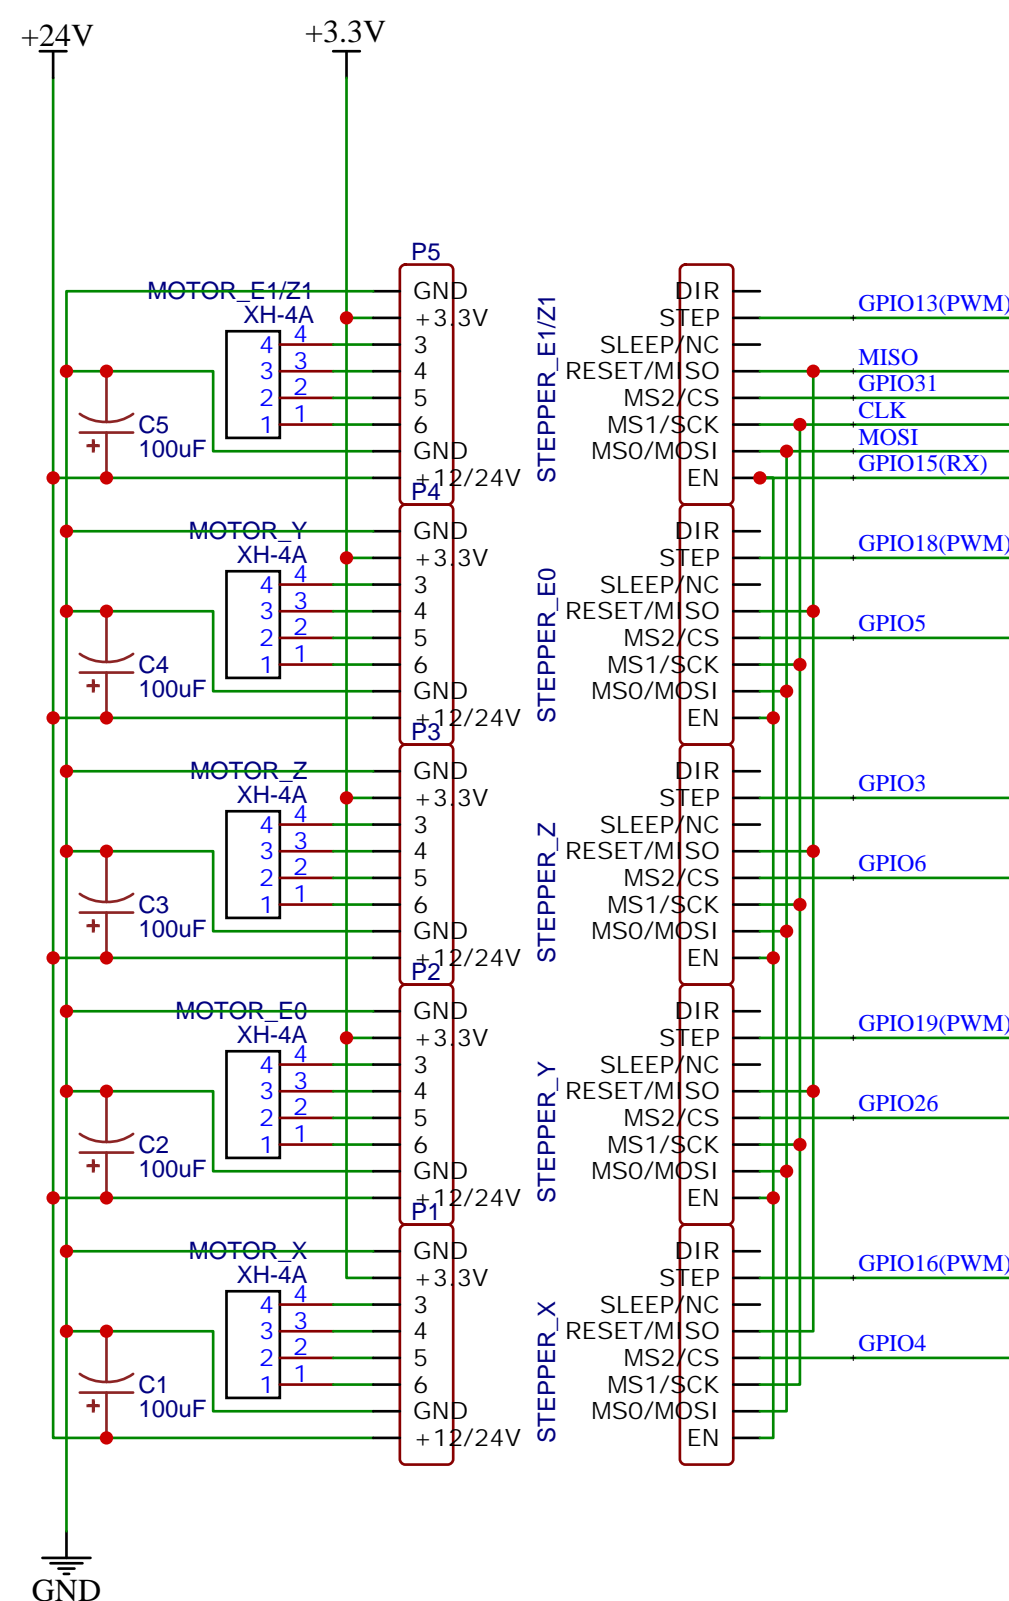 +24V
+3.3V
P5
MOTOR_E1/Z1
XH-4A
4 4
3 3
2 2
1 1
C5
100uF
GND
+3.3V
3
4
5
6
GND
+12/24V
STEPPER_E1/Z1
DIR
STEP
SLEEP/NC
RESET/MISO
MS2/CS
MS1/SCK
MS0/MOSI
EN
GPIO13(PWM)
MISO
GPIO31
CLK
MOSI
GPIO15(RX)
P4
MOTOR_Y
XH-4A
4 4
3 3
2 2
1 1
C4
100uF
GND
+3.3V
3
4
5
6
GND
+12/24V
STEPPER_E0
DIR
STEP
SLEEP/NC
RESET/MISO
MS2/CS
MS1/SCK
MS0/MOSI
EN
GPIO18(PWM)
GPIO5
P3
MOTOR_Z
XH-4A
4 4
3 3
2 2
1 1
C3
100uF
GND
+3.3V
3
4
5
6
GND
+12/24V
STEPPER_Z
DIR
STEP
SLEEP/NC
RESET/MISO
MS2/CS
MS1/SCK
MS0/MOSI
EN
GPIO3
GPIO6
P2
MOTOR_E0
XH-4A
4 4
3 3
2 2
1 1
C2
100uF
GND
+3.3V
3
4
5
6
GND
+12/24V
STEPPER_Y
DIR
STEP
SLEEP/NC
RESET/MISO
MS2/CS
MS1/SCK
MS0/MOSI
EN
GPIO19(PWM)
GPIO26
P1
MOTOR_X
XH-4A
4 4
3 3
2 2
1 1
C1
100uF
GND
+3.3V
3
4
5
6
GND
+12/24V
STEPPER_X
DIR
STEP
SLEEP/NC
RESET/MISO
MS2/CS
MS1/SCK
MS0/MOSI
EN
GPIO16(PWM)
GPIO4
GND